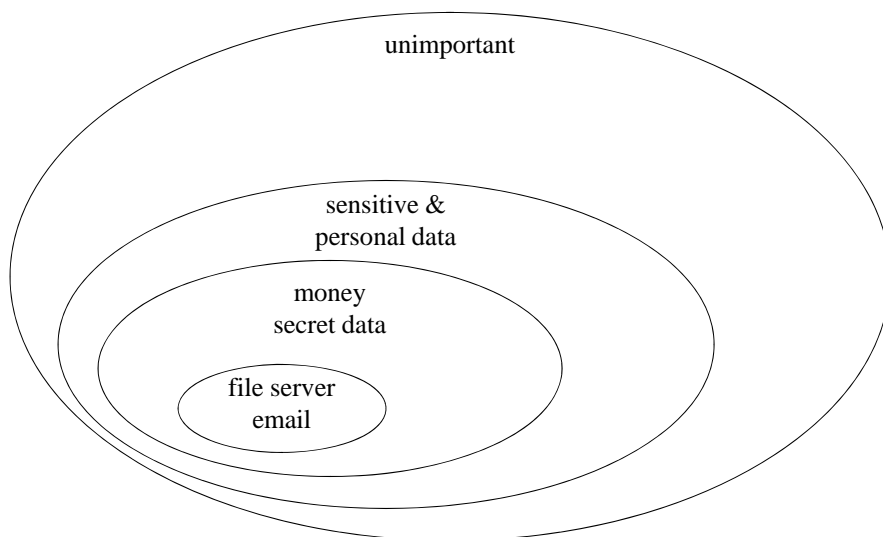 unimportant
sensitive &
personal data
money
secret data
file server
email